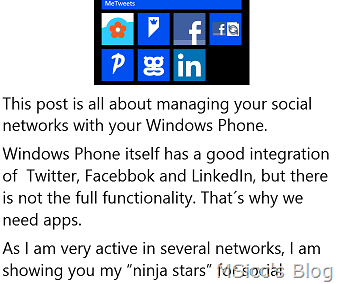 MeTweets
This post is all about managing your social
networks with your Windows Phone.
Windows Phone itself has a good integration
of  Twitter, Facebbok and LinkedIn, but there
is not the full functionality. That´s why we
need apps.
As I am very active in several networks, I am
showing you my “ninja stars” for social
MSicc's Blog